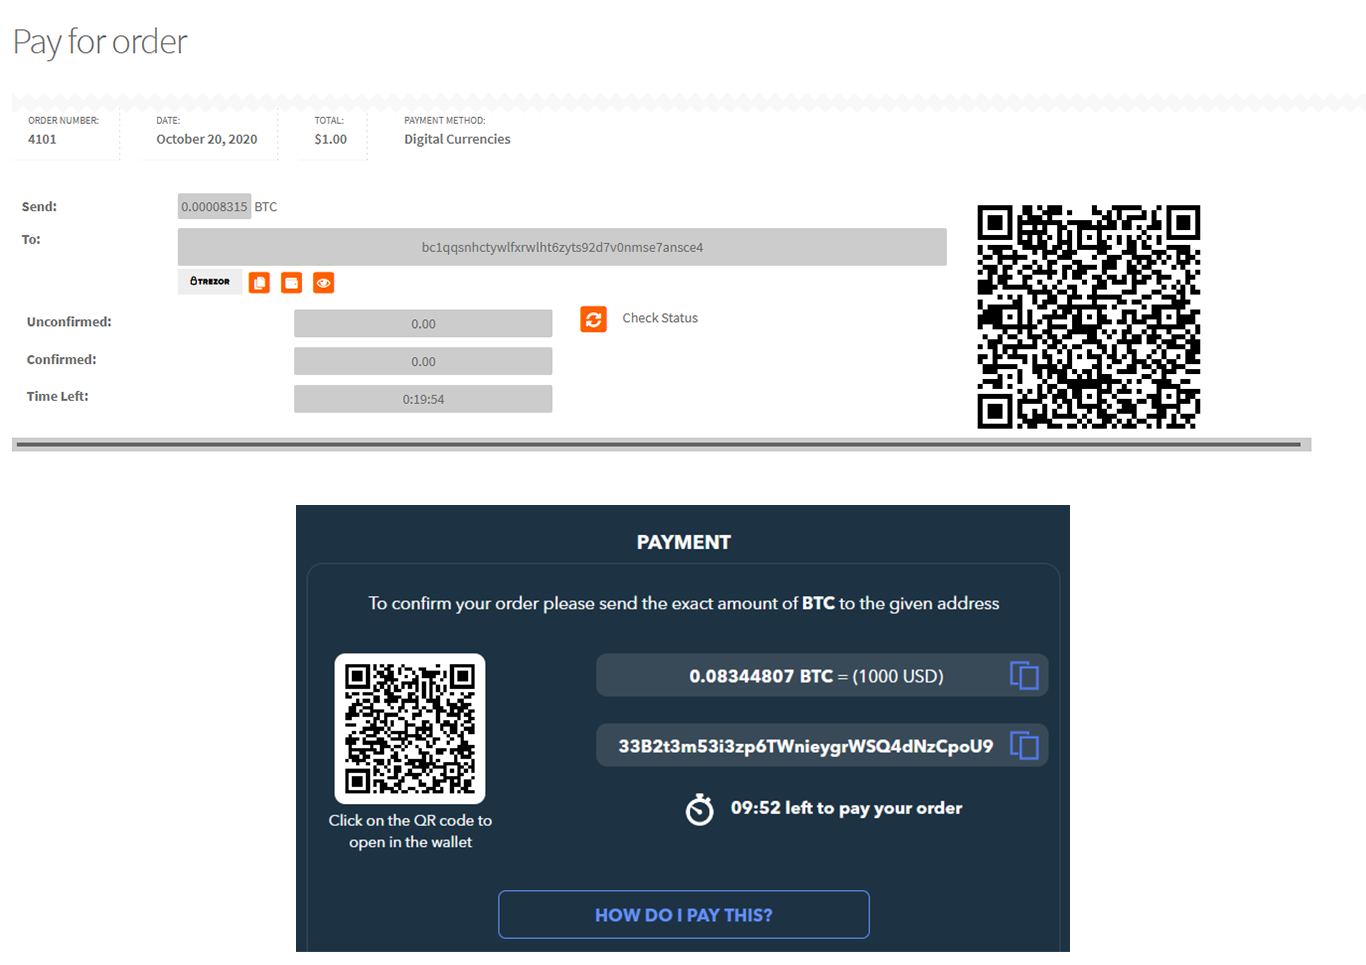 Pay for order
ORDER NUMBER: DATE: TOTAL: PAYMENT METHOD:
4101 October 20, 2020 $1.00 Digital Currencies
Send: 0.00008315 BTC
To: bc1qqsnhctywlfxrwlht6zyts92d7v0nmse7ansce4
TREZOR
Unconfirmed: 0.00 Check Status
Confirmed: 0.00
Time Left: 0:19:54
PAYMENT
To confirm your order please send the exact amount of BTC to the given address
0.08344807 BTC = (1000 USD)
33B2t3m53i3zp6TWnieygrWSQ4dNzCpoU9
09:52 left to pay your order
Click on the QR code to
open in the wallet
HOW DO I PAY THIS?